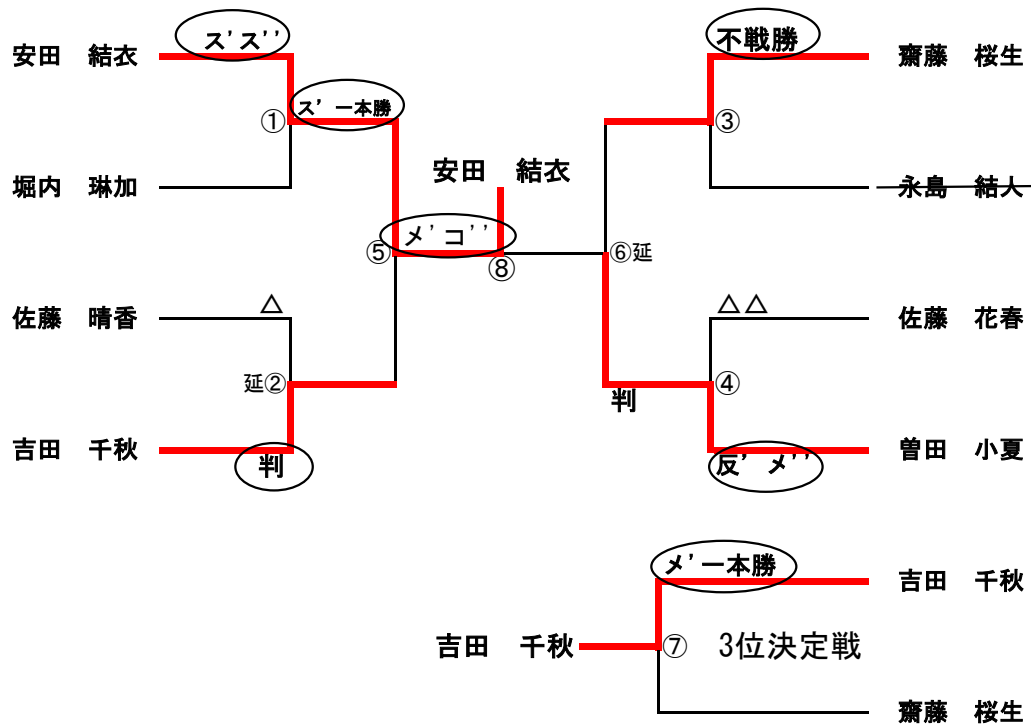 安田 結衣
ス'ス''
不戦勝
齋藤 桜生
ス' 一本勝
①
③
堀内 琳加
安田 結衣
永島 結人
メ'コ''
⑤
⑧
⑥延
佐藤 晴香
△
△△
佐藤 花春
延②
④
判
吉田 千秋
判
反' メ''
曽田 小夏
メ'一本勝
吉田 千秋
吉田 千秋
⑦ 3位決定戦
齋藤 桜生